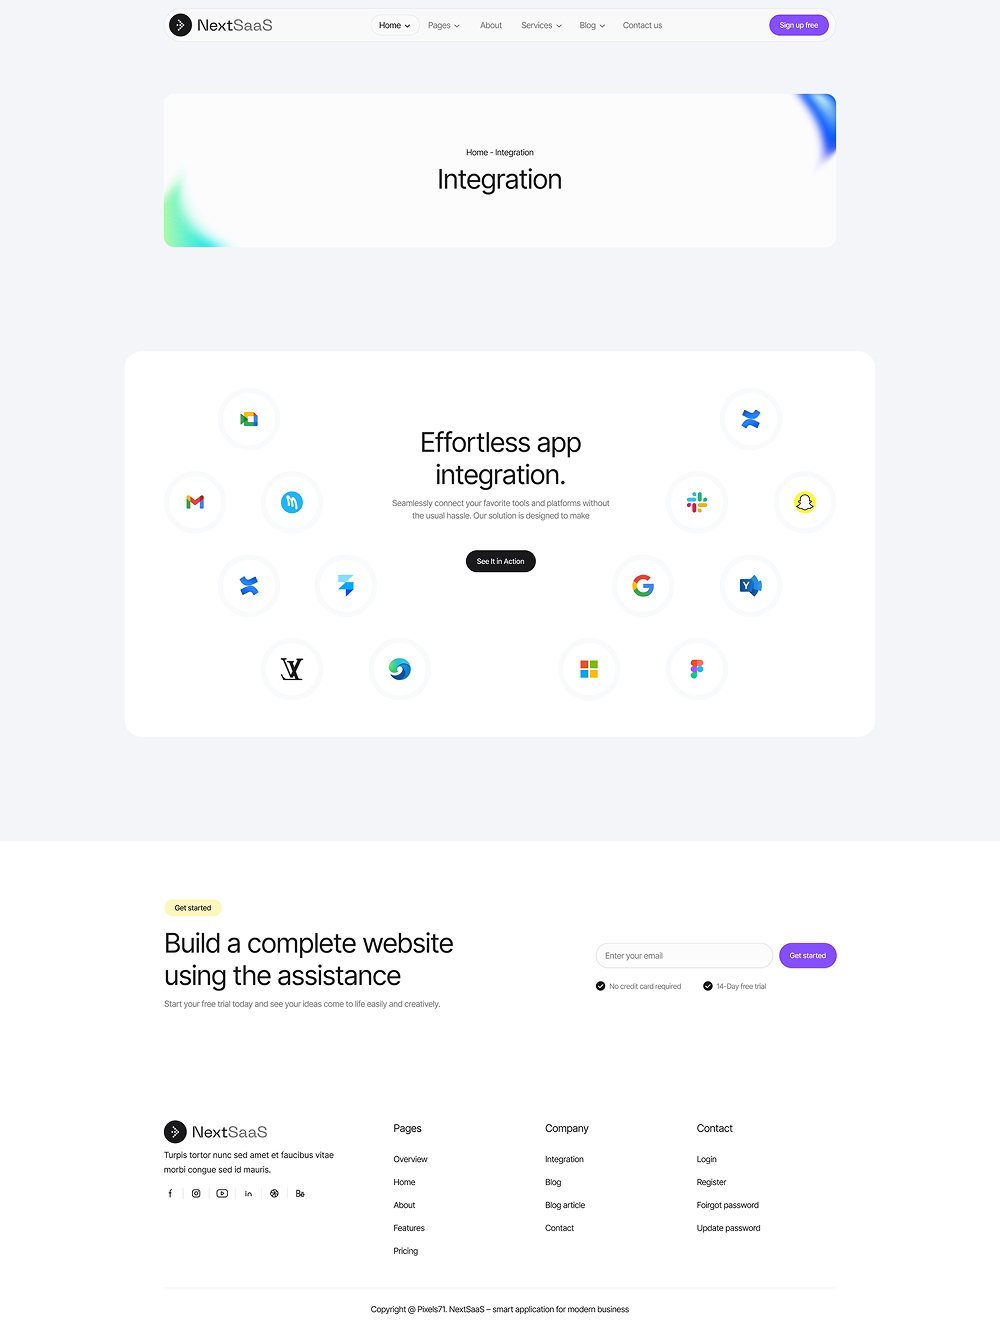 NextSaaS
Home
Pages
About
Services
Blog
Contact us
Sign up free
Home - Integration
Integration
Effortless app
integration.
Seamlessly connect your favorite tools and platforms without
the usual hassle. Our solution is designed to make
See It in Action
Get started
Build a complete website
using the assistance
Start your free trial today and see your ideas come to life easily and creatively.
Enter your email
Get started
No credit card required
14-Day free trial
NextSaaS
Turpis tortor nunc sed amet et faucibus vitae
morbi congue sed id mauris.
Pages
Overview
Home
About
Features
Pricing
Company
Integration
Blog
Blog article
Contact
Contact
Login
Register
Foirgot password
Update password
Copyright @ Pixels71. NextSaaS – smart application for modern business